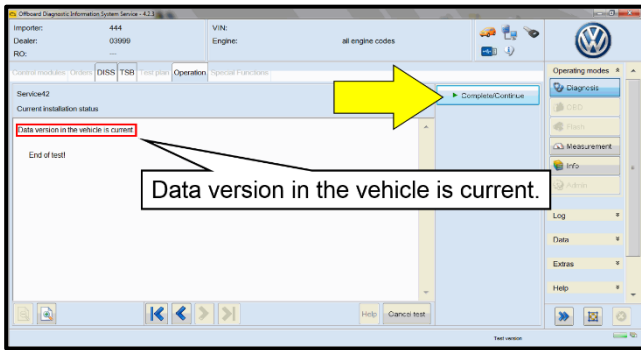 Offboard Diagnostic Information System Service - 4.2.3
Importer: 444
Dealer: 03999
RO: ---
VIN:
Engine: all engine codes
Control modules Orders DISS TSB Test plan Operation Special Functions
Service42
Current installation status
Data version in the vehicle is current
End of test!
Data version in the vehicle is current.
Complete/Continue
Help
Cancel test
Operating modes
Diagnosis
OBD
Flash
Measurement
Info
Admin
Log
Data
Extras
Help
Test version